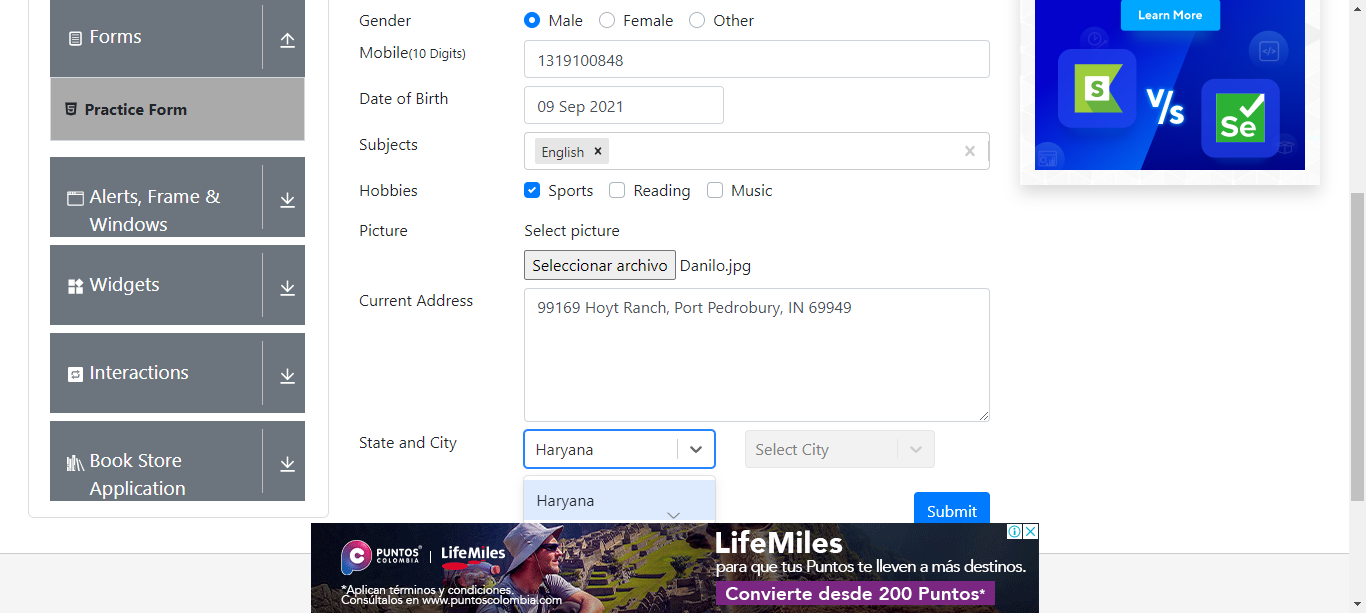 Forms
Practice Form
Alerts, Frame &
Windows
Widgets
Interactions
Book Store
Application
Gender
Male Female Other
Mobile(10 Digits)
1319100848
Date of Birth
09 Sep 2021
Subjects
English ×
Hobbies
Sports Reading Music
Picture
Select picture
Seleccionar archivo Danilo.jpg
Current Address
99169 Hoyt Ranch, Port Pedrobury, IN 69949
State and City
Haryana
Select City
Haryana
Submit
Learn More
S
V/s
Se
C PUNTOS COLOMBIA | LifeMiles
*Aplican términos y condiciones.
Consúltalos en www.puntoscolombia.com
LifeMiles
para que tus Puntos te lleven a más destinos.
Convierte desde 200 Puntos*